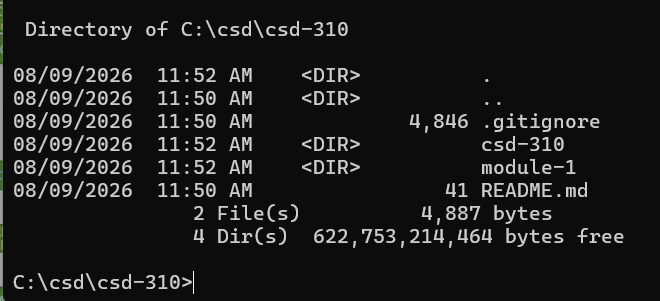 Directory of C:\csd\csd-310
08/09/2026  11:52 AM    <DIR>          .
08/09/2026  11:50 AM    <DIR>          ..
08/09/2026  11:50 AM             4,846 .gitignore
08/09/2026  11:52 AM    <DIR>          csd-310
08/09/2026  11:52 AM    <DIR>          module-1
08/09/2026  11:50 AM                41 README.md
               2 File(s)          4,887 bytes
               4 Dir(s)  622,753,214,464 bytes free
C:\csd\csd-310>